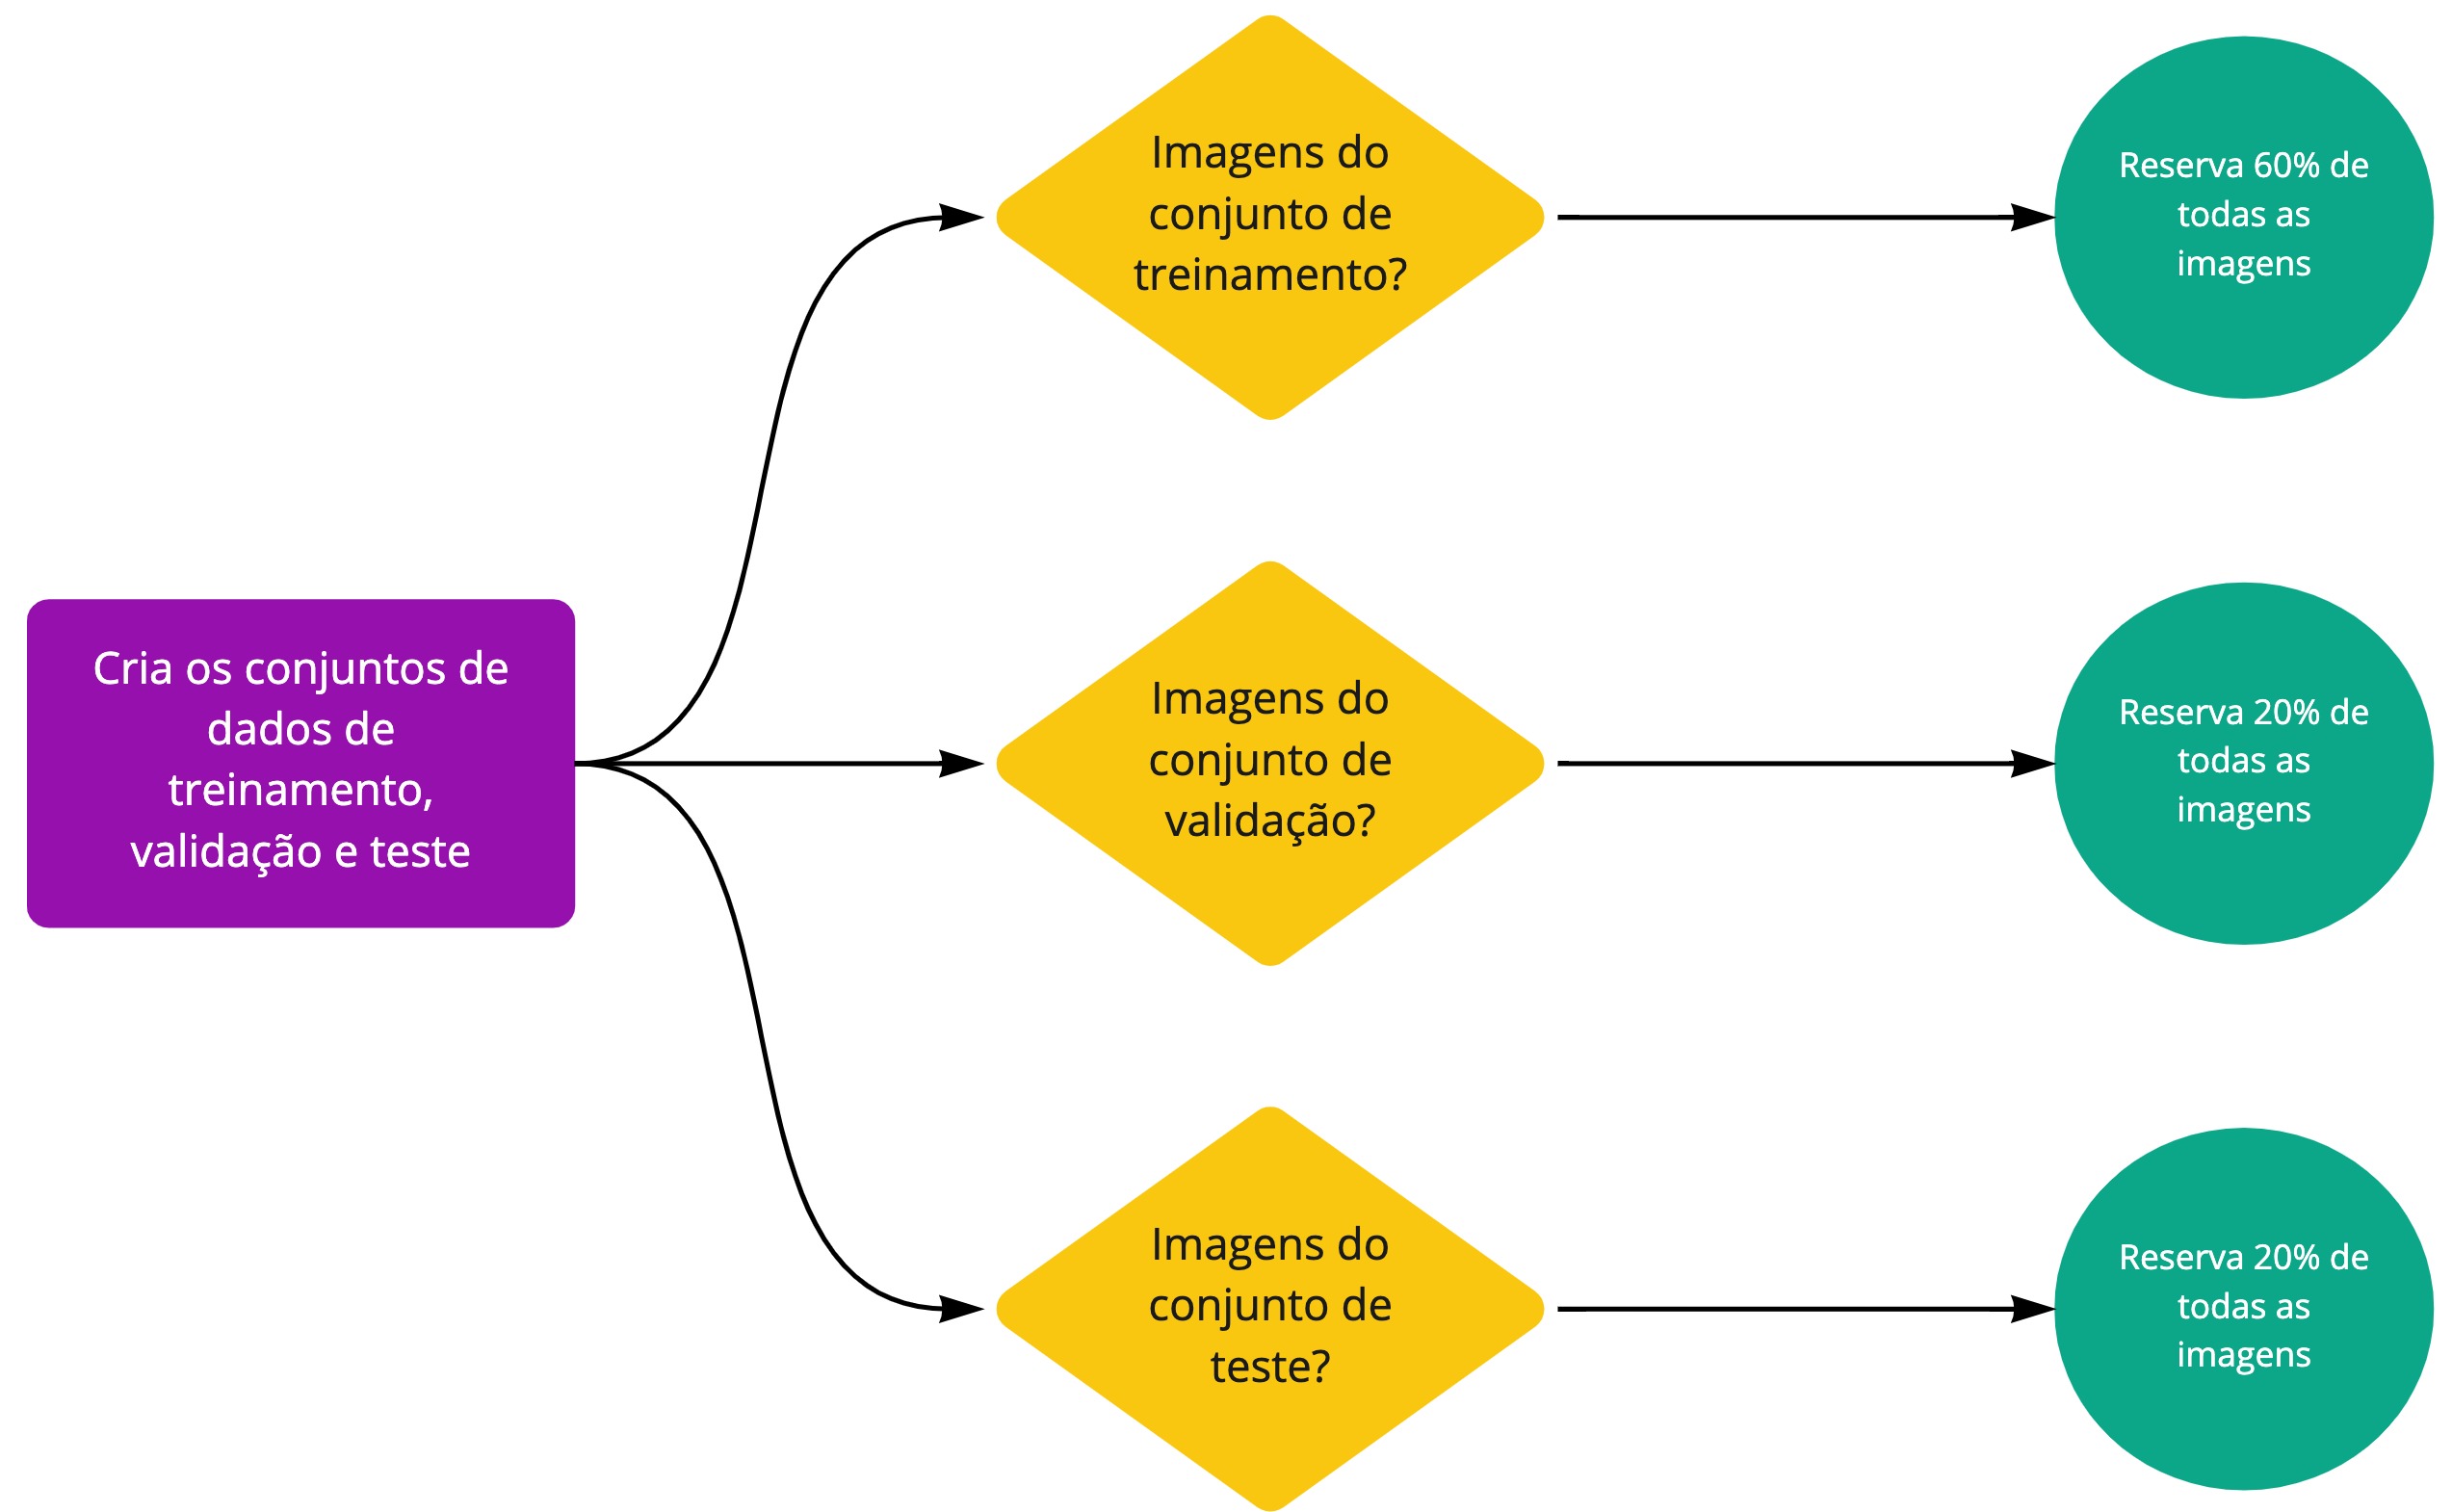 Cria os conjuntos de
dados de
treinamento,
validação e teste
Imagens do
conjunto de
treinamento?
Reserva 60% de
todas as
imagens
Imagens do
conjunto de
validação?
Reserva 20% de
todas as
imagens
Imagens do
conjunto de
teste?
Reserva 20% de
todas as
imagens